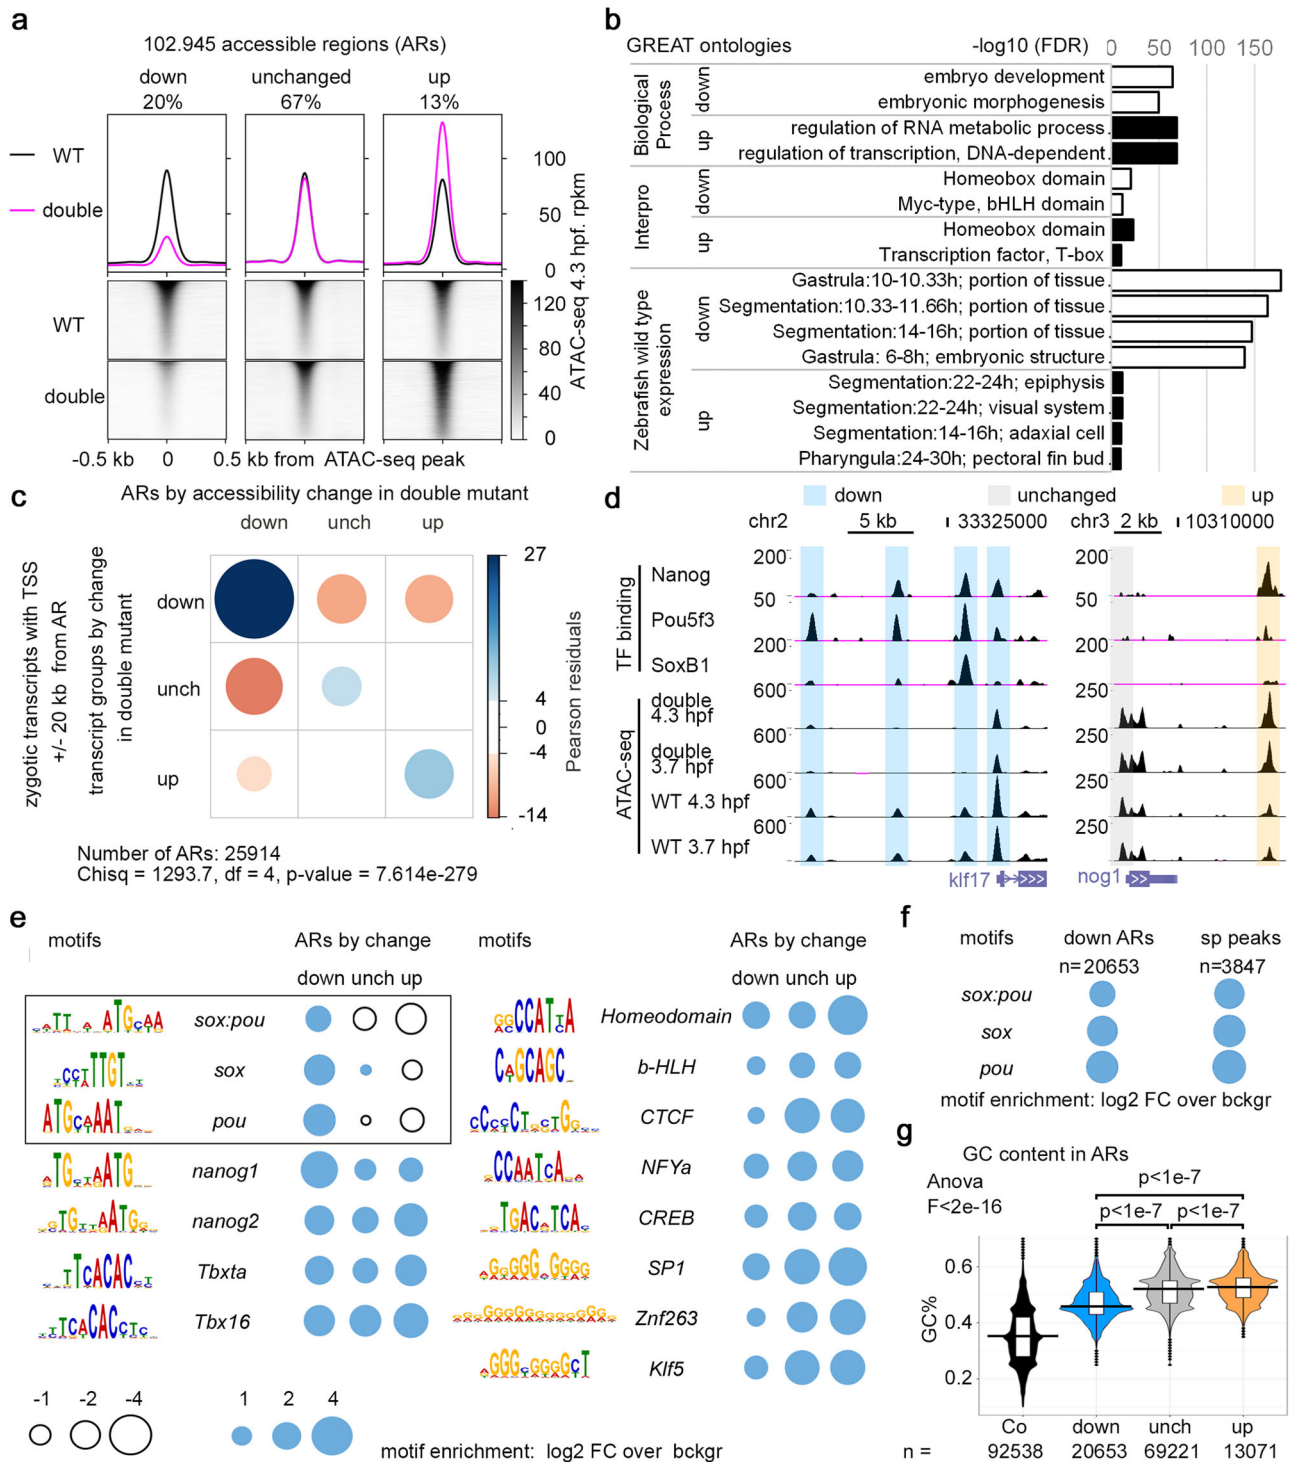 a
102.945 accessible regions (ARs)
down unchanged up
20% 67% 13%
WT
double
100
50
0
ATAC-seq 4.3 hpf. rpkm
WT
double
120
80
40
0
-0.5 kb 0 0.5 kb from ATAC-seq peak
b
GREAT ontologies -log10 (FDR) 0 50 100 150
Biological Process
down
embryo development
embryonic morphogenesis
up
regulation of RNA metabolic process
regulation of transcription, DNA-dependent
Interpro
down
Homeobox domain
Myc-type, bHLH domain
up
Homeobox domain
Transcription factor, T-box
Zebrafish wild type expression
down
Gastrula:10-10.33h; portion of tissue
Segmentation:10.33-11.66h; portion of tissue
Segmentation:14-16h; portion of tissue
Gastrula: 6-8h; embryonic structure
up
Segmentation:22-24h; epiphysis
Segmentation:22-24h; visual system
Segmentation:14-16h; adaxial cell
Pharyngula:24-30h; pectoral fin bud
c
ARs by accessibility change in double mutant
down unch up
zygotic transcripts with TSS
+/- 20 kb from AR
transcript groups by change
in double mutant
down
unch
up
27
4
0
-4
-14
Pearson residuals
Number of ARs: 25914
Chisq = 1293.7, df = 4, p-value = 7.614e-279
d
down unchanged up
chr2 5 kb 33325000 chr3 2 kb 10310000
TF binding
Nanog 200 200
Pou5f3 50 50
SoxB1 200 200
ATAC-seq
double 4.3 hpf 600 250
double 3.7 hpf 600 250
WT 4.3 hpf 600 250
WT 3.7 hpf 600 250
klf17 nog1
e
motifs ARs by change motifs ARs by change
down unch up down unch up
sox:pou Homeodomain
sox b-HLH
pou CTCF
nanog1 NFYa
nanog2 CREB
Tbxta SP1
Tbx16 Znf263
Klf5
-1 -2 -4 1 2 4
motif enrichment: log2 FC over bckgr
f
motifs down ARs sp peaks
n=20653 n=3847
sox:pou
sox
pou
motif enrichment: log2 FC over bckgr
g
GC content in ARs
Anova
F<2e-16
p<1e-7
p<1e-7 p<1e-7
GC%
0.6
0.4
0.2
Co down unch up
n = 92538 20653 69221 13071